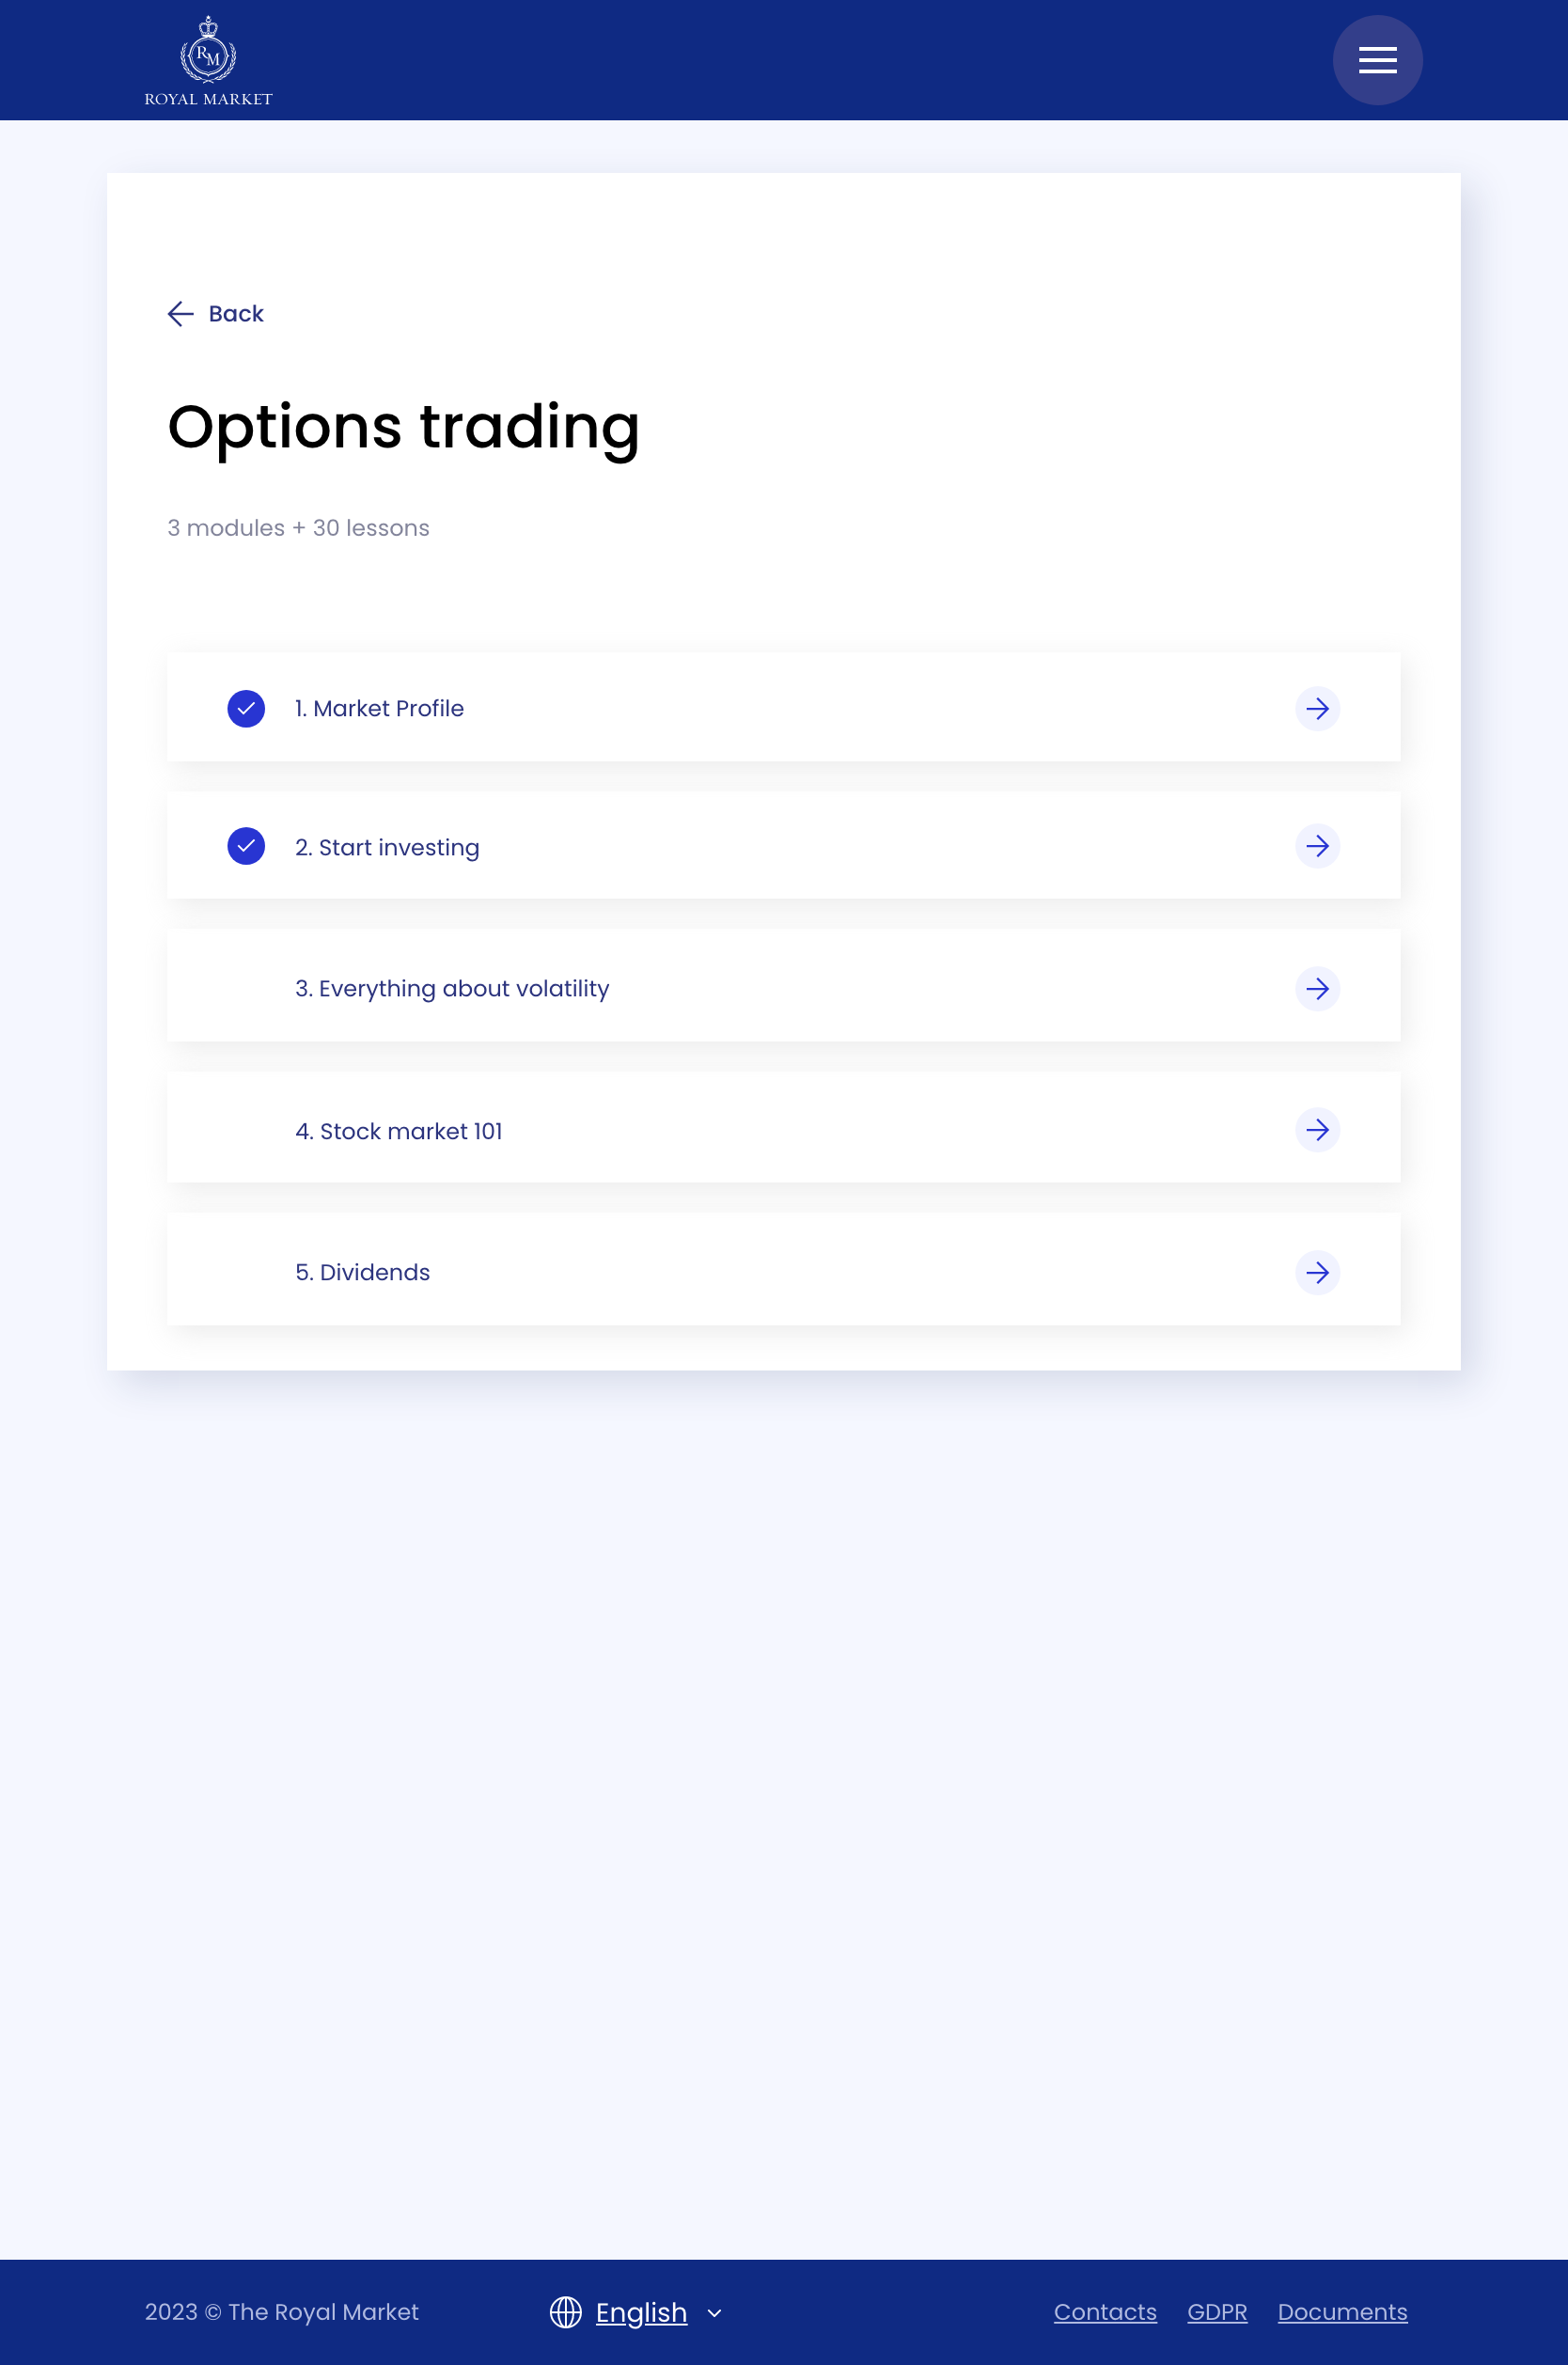 RM
ROYAL MARKET
Back
Options trading
3 modules + 30 lessons
1. Market Profile
2. Start investing
3. Everything about volatility
4. Stock market 101
5. Dividends
2023 © The Royal Market English Contacts GDPR Documents